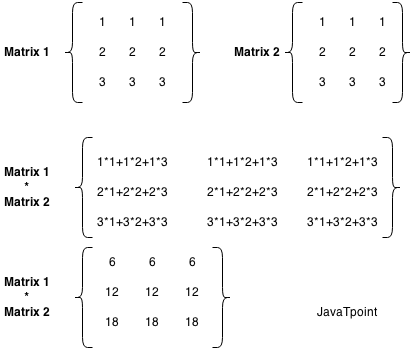 1 1 1
Matrix 1 2 2 2
3 3 3
1 1 1
Matrix 2 2 2 2
3 3 3
Matrix 1
*
Matrix 2
1*1+1*2+1*3 1*1+1*2+1*3 1*1+1*2+1*3
2*1+2*2+2*3 2*1+2*2+2*3 2*1+2*2+2*3
3*1+3*2+3*3 3*1+3*2+3*3 3*1+3*2+3*3
Matrix 1
*
Matrix 2
6 6 6
12 12 12
18 18 18
JavaTpoint